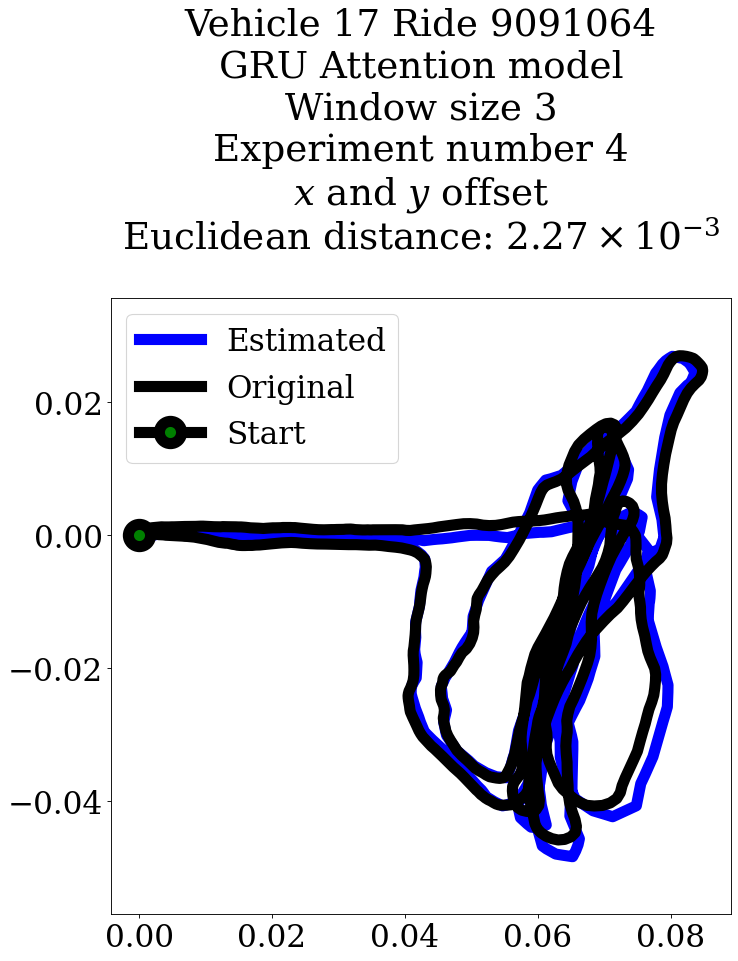 Vehicle 17 Ride 9091064
GRU Attention model
Window size 3
Experiment number 4
x and y offset
Euclidean distance: 2.27 × 10⁻³
Estimated
Original
Start
0.02
0.00
−0.02
−0.04
0.00 0.02 0.04 0.06 0.08